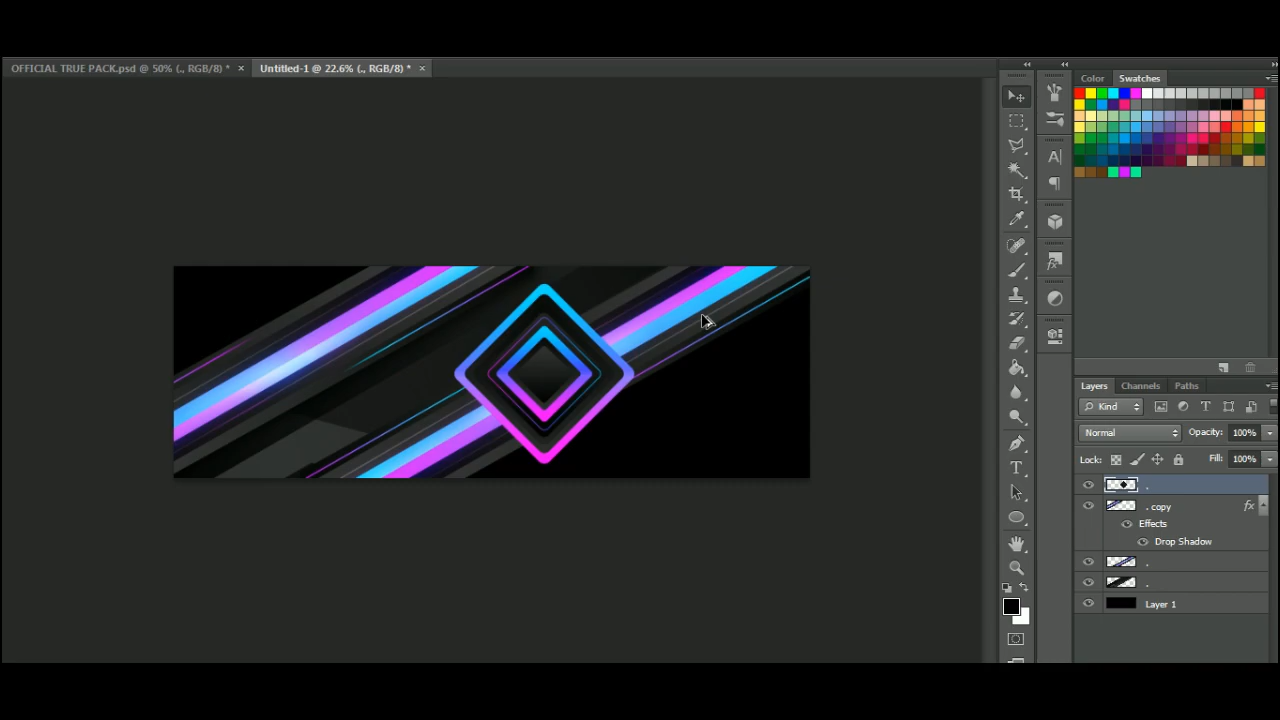 OFFICIAL TRUE PACK.psd @ 50% (., RGB/8) * × Untitled-1 @ 22.6% (., RGB/8) * ×
Color Swatches
Layers Channels Paths
Kind
Normal Opacity: 100%
Lock: Fill: 100%
.
. copy fx
Effects
Drop Shadow
.
.
Layer 1